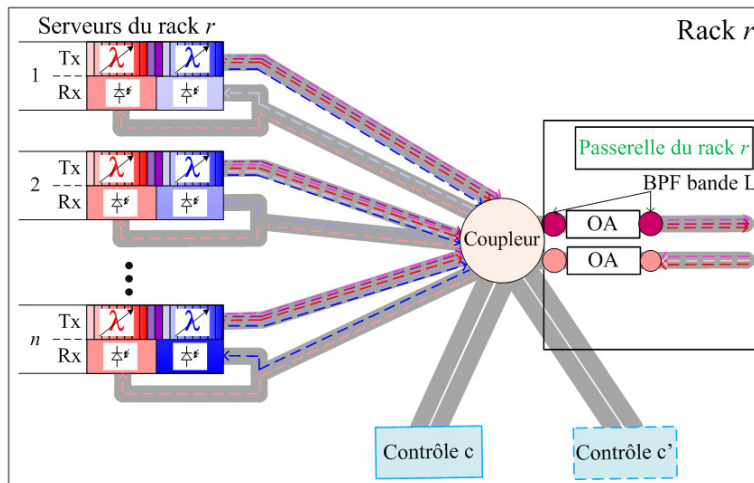 Serveurs du rack r
Rack r
1
Tx
λ
λ
Rx
2
Tx
λ
λ
Rx
n
Tx
λ
λ
Rx
Coupleur
Passerelle du rack r
BPF bande L
OA
OA
Contrôle c
Contrôle c’